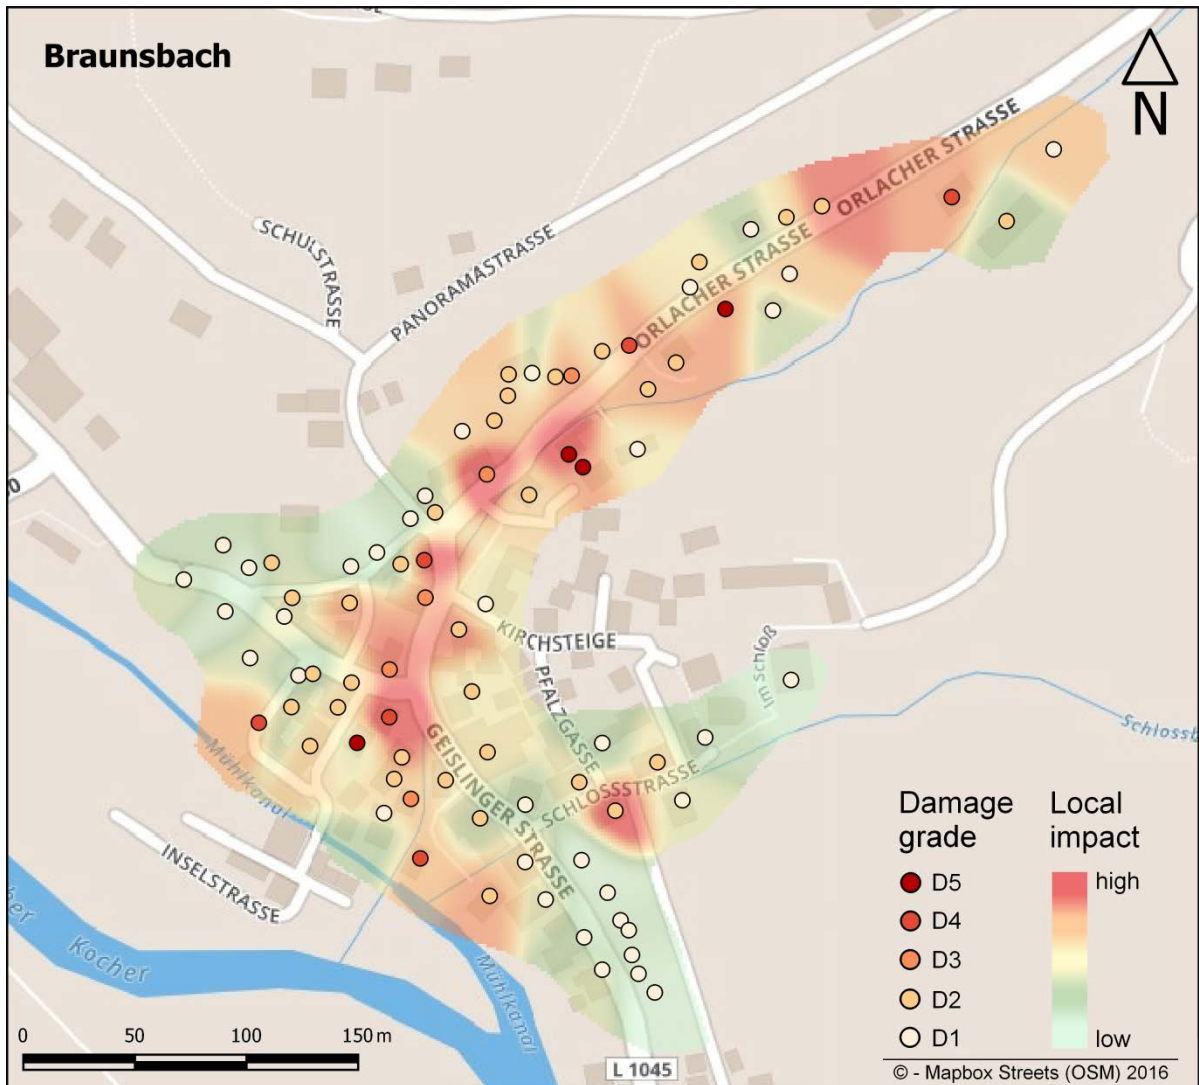 Braunsbach
N
ORLACHER STRASSE
SCHULSTRASSE
PANORAMASTRASSE
ORLACHER STRASSE
KIRCHSTEIGE
Im Schloß
PFALZGASSE
Schlossb
Mühlkanal
GEISLINGER STRASSE
SCHLOSSSTRASSE
INSELSTRASSE
cher
Kocher
Mühlkanal
L 1045
Damage
grade
D5
D4
D3
D2
D1
Local
impact
high
low
0 50 100 150 m
© - Mapbox Streets (OSM) 2016